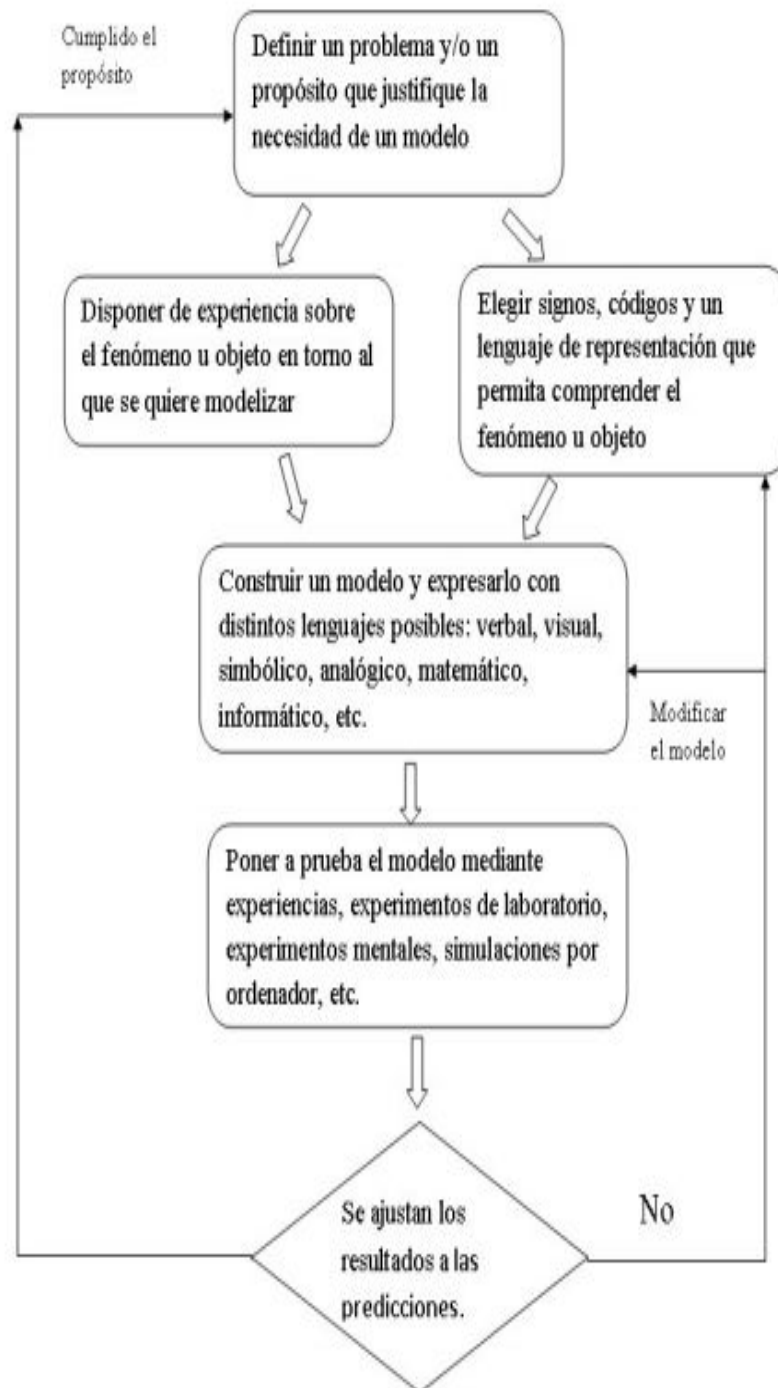 Cumplido el
propósito
Definir un problema y/o un
propósito que justifique la
necesidad de un modelo
Disponer de experiencia sobre
el fenómeno u objeto en torno al
que se quiere modelizar
Elegir signos, códigos y un
lenguaje de representación que
permita comprender el
fenómeno u objeto
Construir un modelo y expresarlo con
distintos lenguajes posibles: verbal, visual,
simbólico, analógico, matemático,
informático, etc.
Modificar
el modelo
Poner a prueba el modelo mediante
experiencias, experimentos de laboratorio,
experimentos mentales, simulaciones por
ordenador, etc.
Se ajustan los
resultados a las
predicciones.
No